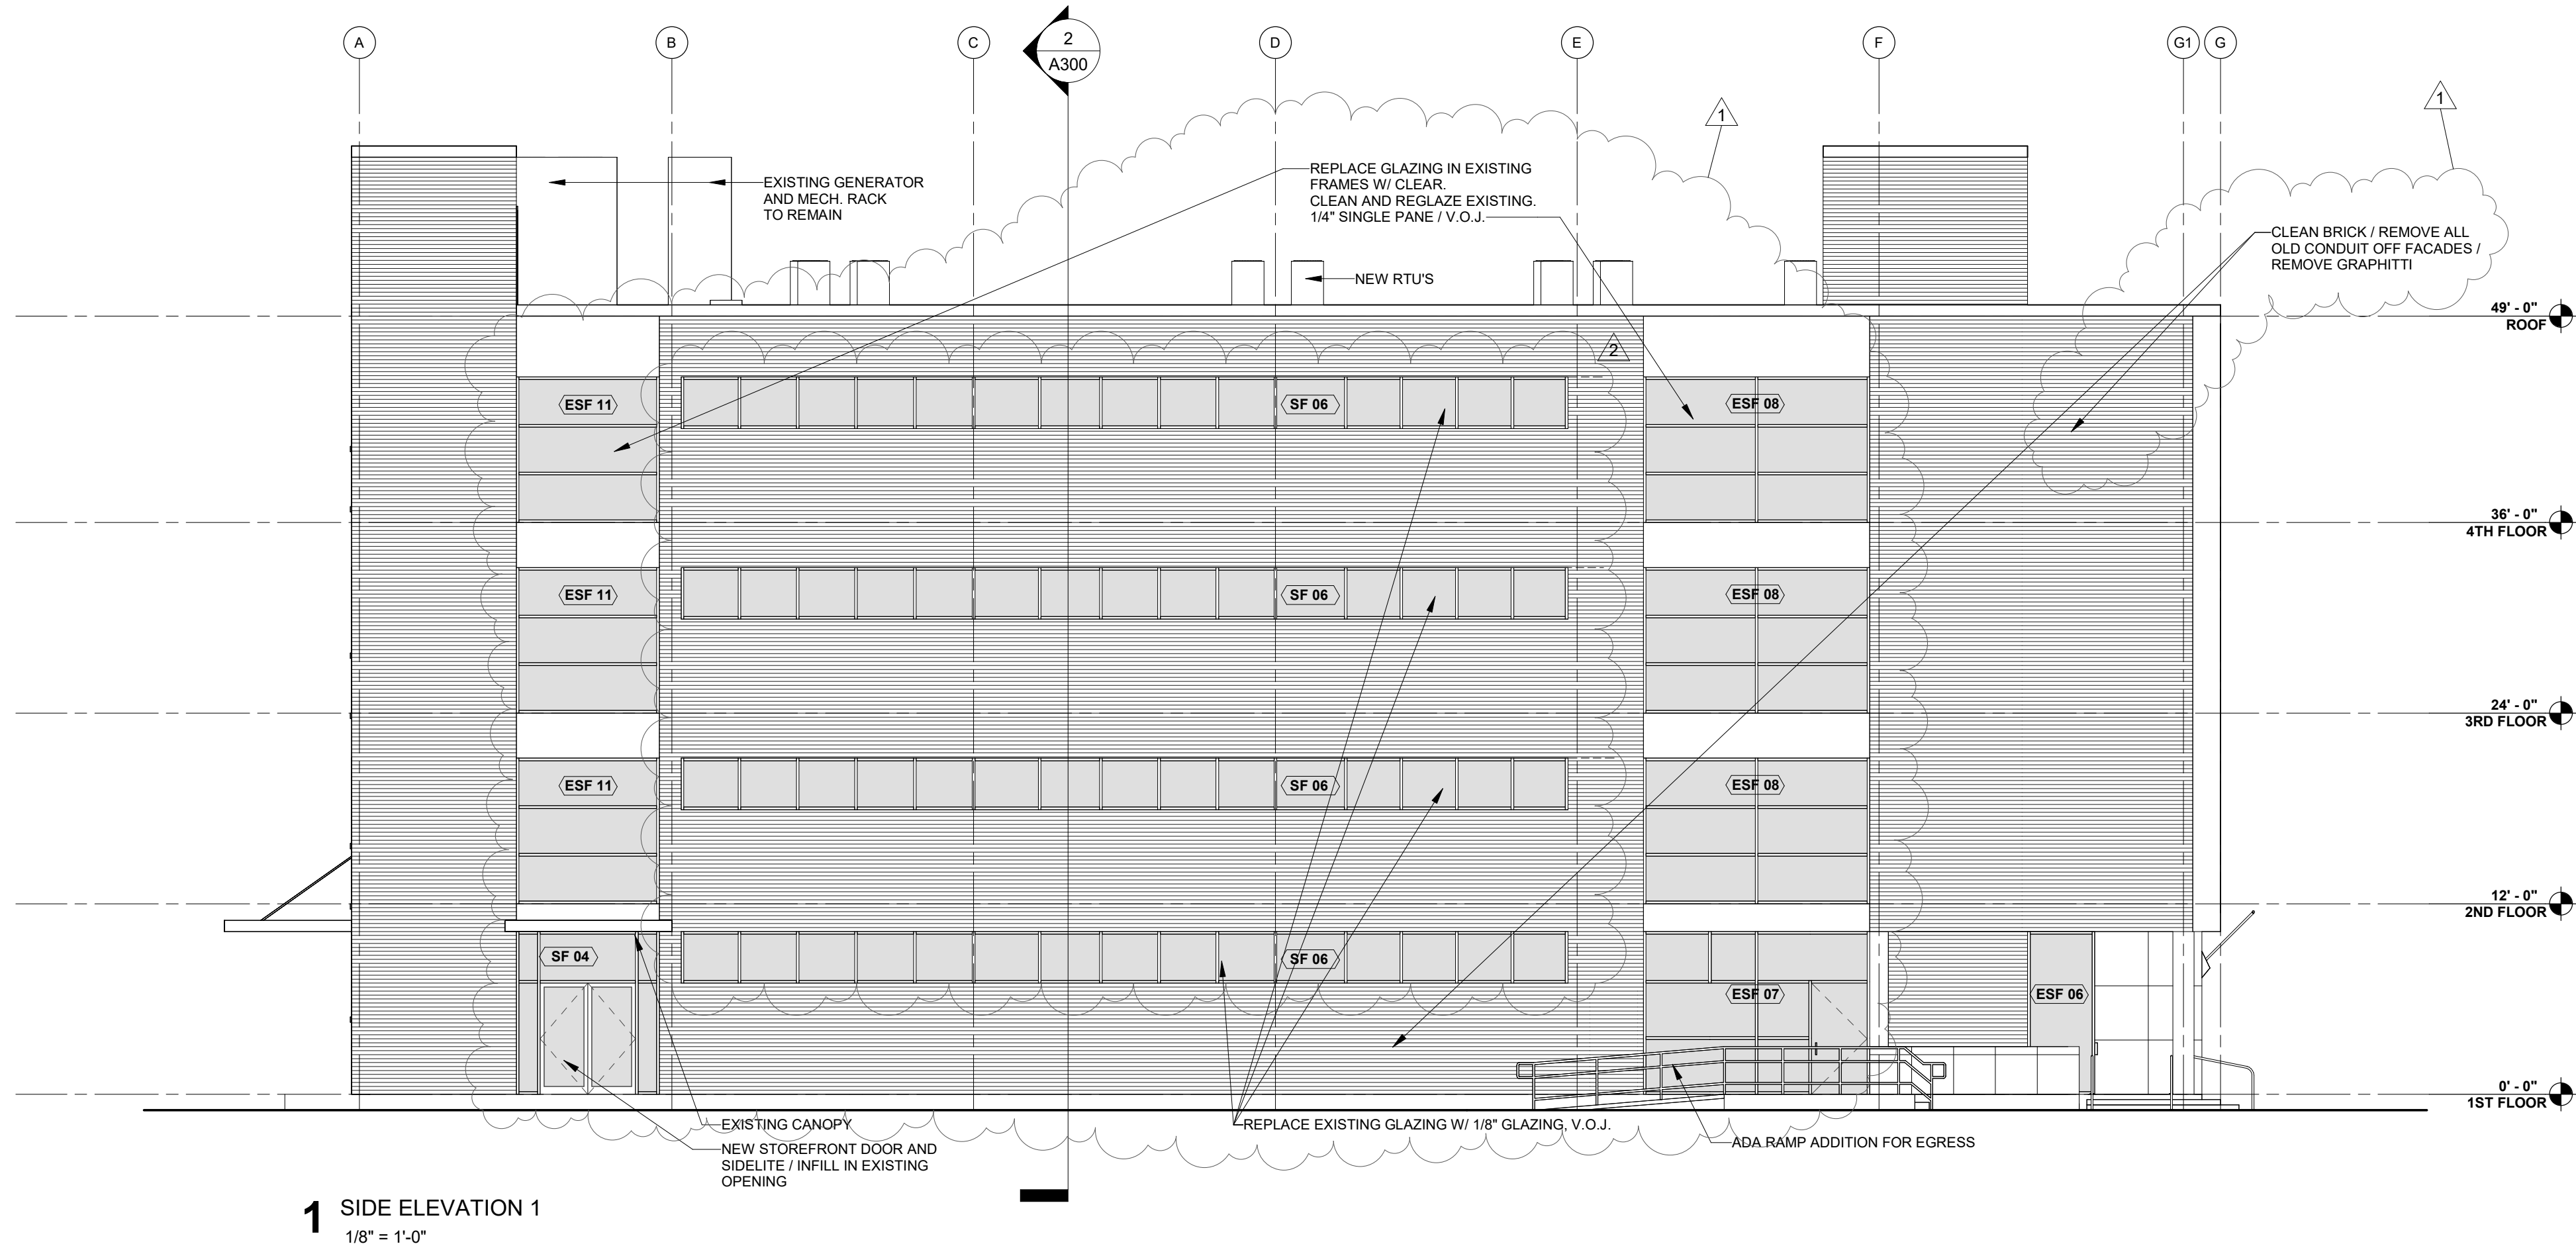 A
B
C
2
A300
D
E
F
G1
G
1
1
EXISTING GENERATOR
AND MECH. RACK
TO REMAIN
REPLACE GLAZING IN EXISTING
FRAMES W/ CLEAR.
CLEAN AND REGLAZE EXISTING.
1/4" SINGLE PANE / V.O.J.
CLEAN BRICK / REMOVE ALL
OLD CONDUIT OFF FACADES /
REMOVE GRAPHITTI
NEW RTU'S
49' - 0"
ROOF
2
ESF 11
SF 06
ESF 08
36' - 0"
4TH FLOOR
ESF 11
SF 06
ESF 08
24' - 0"
3RD FLOOR
ESF 11
SF 06
ESF 08
12' - 0"
2ND FLOOR
SF 04
SF 06
ESF 07
ESF 06
0' - 0"
1ST FLOOR
EXISTING CANOPY
REPLACE EXISTING GLAZING W/ 1/8" GLAZING, V.O.J.
NEW STOREFRONT DOOR AND
SIDELITE / INFILL IN EXISTING
OPENING
ADA RAMP ADDITION FOR EGRESS
1 SIDE ELEVATION 1
1/8" = 1'-0"